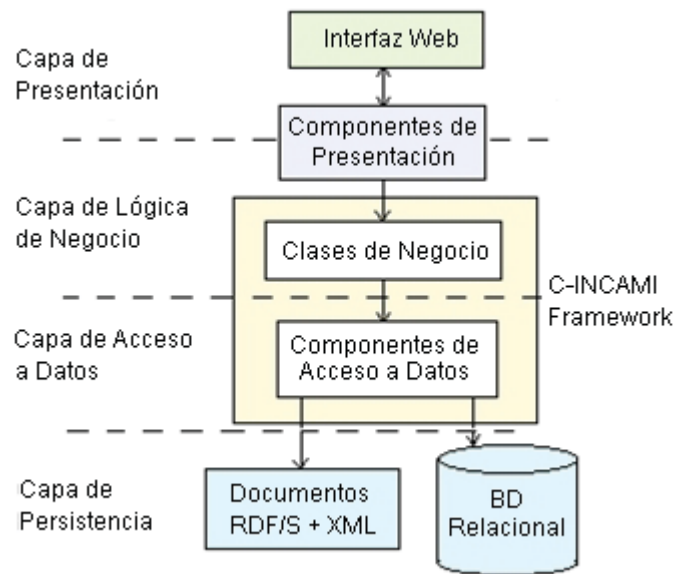 Interfaz Web
Capa de
Presentación
Componentes de
Presentación
Capa de Lógica
de Negocio
Clases de Negocio
C-INCAMI
Framework
Capa de Acceso
a Datos
Componentes de
Acceso a Datos
Capa de
Persistencia
Documentos
RDF/S + XML
BD
Relacional